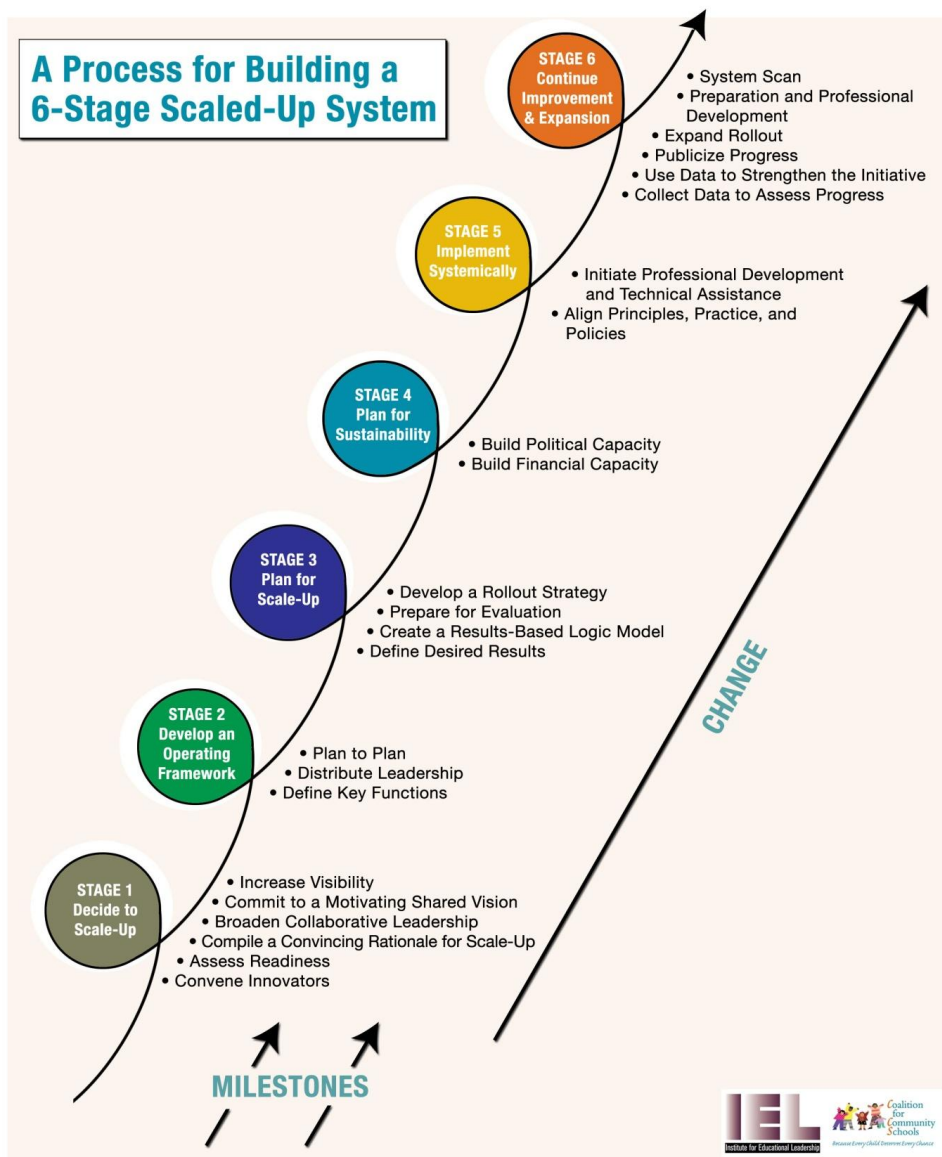 A Process for Building a
6-Stage Scaled-Up System
STAGE 6
Continue
Improvement
& Expansion
• System Scan
• Preparation and Professional
Development
• Expand Rollout
• Publicize Progress
• Use Data to Strengthen the Initiative
• Collect Data to Assess Progress
STAGE 5
Implement
Systemically
• Initiate Professional Development
and Technical Assistance
• Align Principles, Practice, and
Policies
STAGE 4
Plan for
Sustainability
• Build Political Capacity
• Build Financial Capacity
STAGE 3
Plan for
Scale-Up
• Develop a Rollout Strategy
• Prepare for Evaluation
• Create a Results-Based Logic Model
• Define Desired Results
CHANGE
STAGE 2
Develop an
Operating
Framework
• Plan to Plan
• Distribute Leadership
• Define Key Functions
STAGE 1
Decide to
Scale-Up
• Increase Visibility
• Commit to a Motivating Shared Vision
• Broaden Collaborative Leadership
• Compile a Convincing Rationale for Scale-Up
• Assess Readiness
• Convene Innovators
MILESTONES
IEL
Institute for Educational Leadership
Coalition
for
Community
Schools
Because Every Child Deserves Every Chance